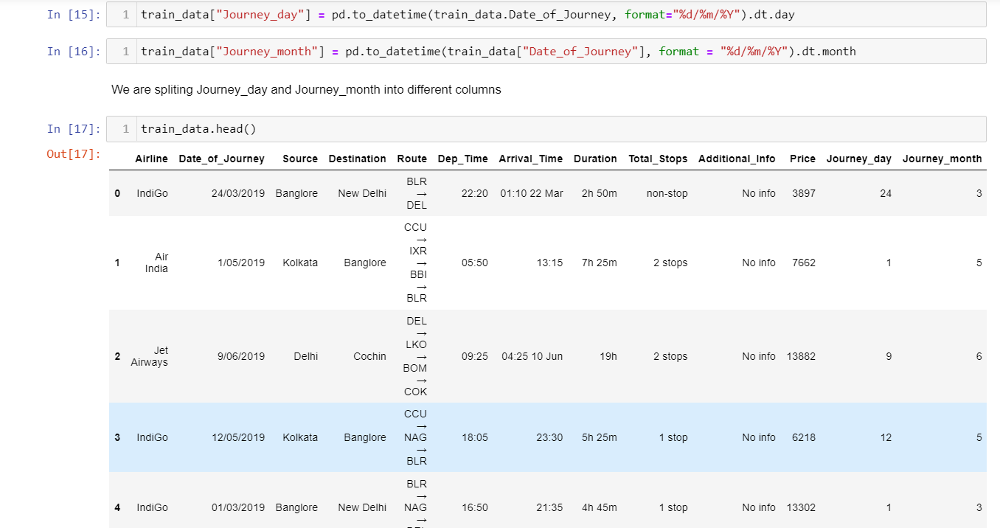 In [15]: 1 train_data["Journey_day"] = pd.to_datetime(train_data.Date_of_Journey, format="%d/%m/%Y").dt.day
In [16]: 1 train_data["Journey_month"] = pd.to_datetime(train_data["Date_of_Journey"], format = "%d/%m/%Y").dt.month
We are spliting Journey_day and Journey_month into different columns
In [17]: 1 train_data.head()
Out[17]:
Airline Date_of_Journey Source Destination Route Dep_Time Arrival_Time Duration Total_Stops Additional_Info Price Journey_day Journey_month
BLR
0 IndiGo 24/03/2019 Banglore New Delhi → 22:20 01:10 22 Mar 2h 50m non-stop No info 3897 24 3
DEL
CCU
→
IXR
Air
1 → 1/05/2019 Kolkata Banglore 05:50 13:15 7h 25m 2 stops No info 7662 1 5
India
BBI
→
BLR
DEL
→
LKO
Jet
2 → 9/06/2019 Delhi Cochin 09:25 04:25 10 Jun 19h 2 stops No info 13882 9 6
Airways
BOM
→
COK
CCU
→
3 IndiGo 12/05/2019 Kolkata Banglore NAG 18:05 23:30 5h 25m 1 stop No info 6218 12 5
→
BLR
BLR
→
4 IndiGo 01/03/2019 Banglore New Delhi NAG 16:50 21:35 4h 45m 1 stop No info 13302 1 3
→